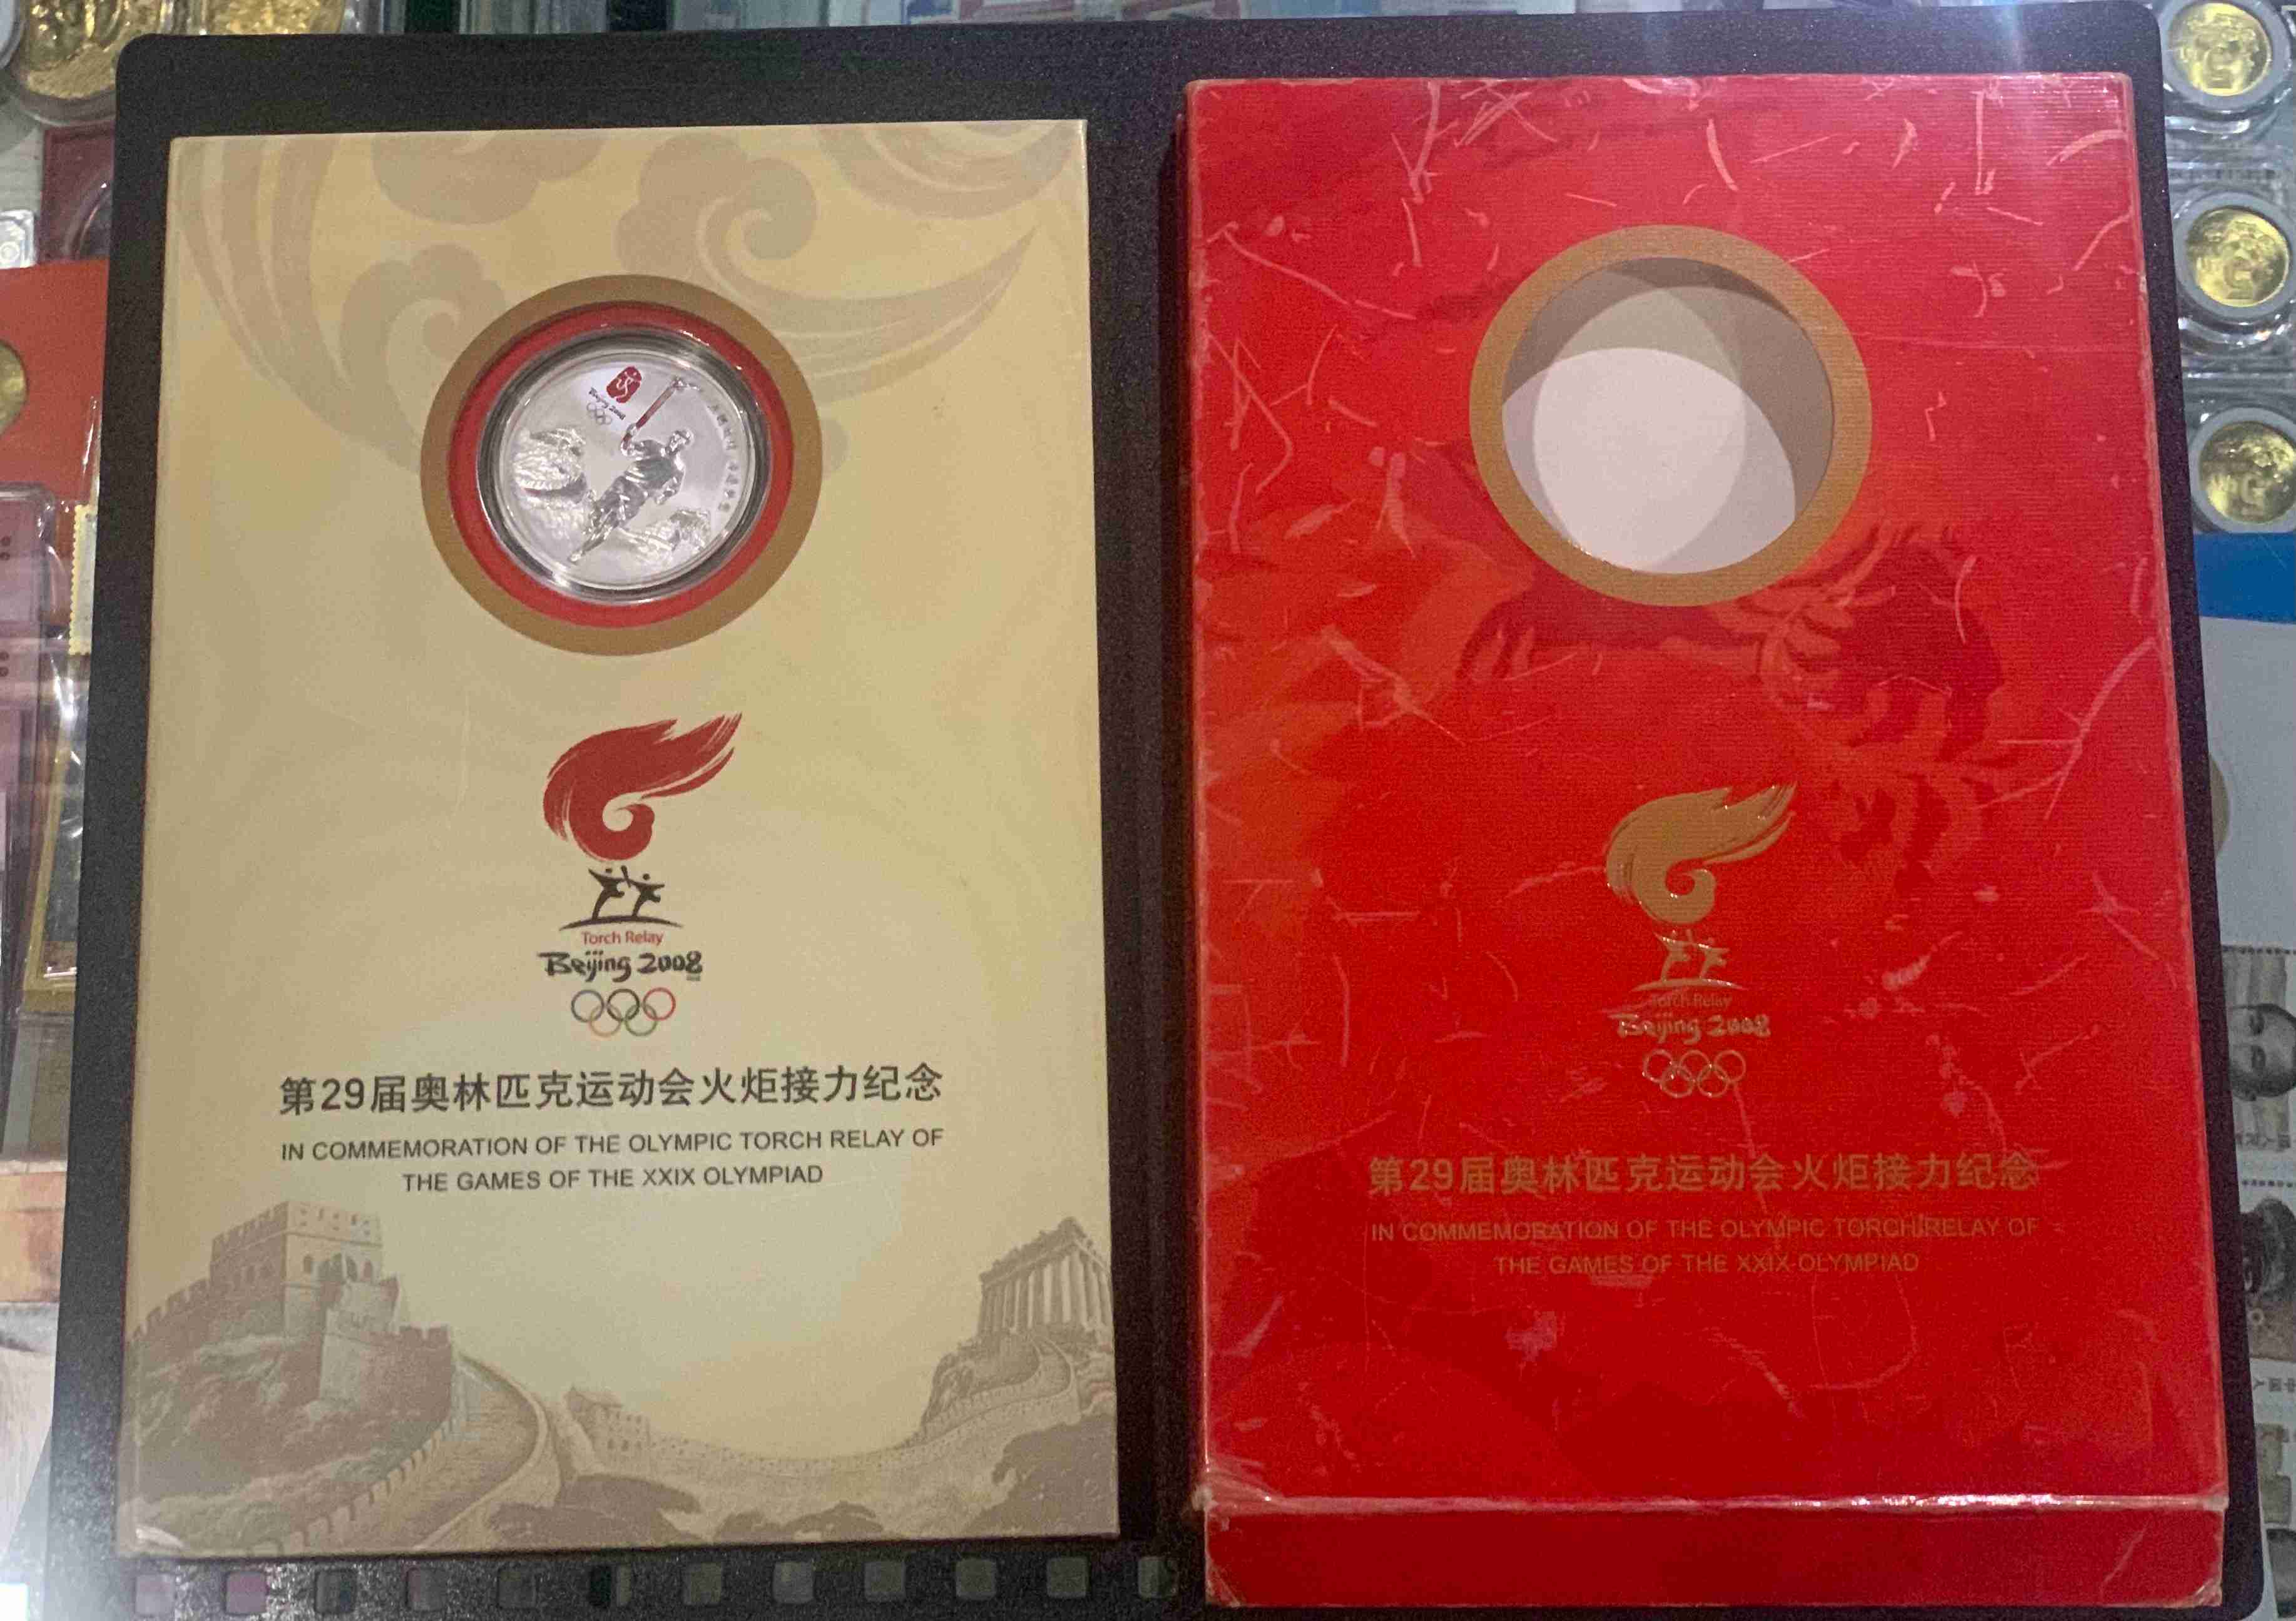 Torch Relay
Beijing 2008
第29届奥林匹克运动会火炬接力纪念
IN COMMEMORATION OF THE OLYMPIC TORCH RELAY OF
THE GAMES OF THE XXIX OLYMPIAD
Torch Relay
Beijing 2008
第29届奥林匹克运动会火炬接力纪念
IN COMMEMORATION OF THE OLYMPIC TORCH RELAY OF
THE GAMES OF THE XXIX OLYMPIAD